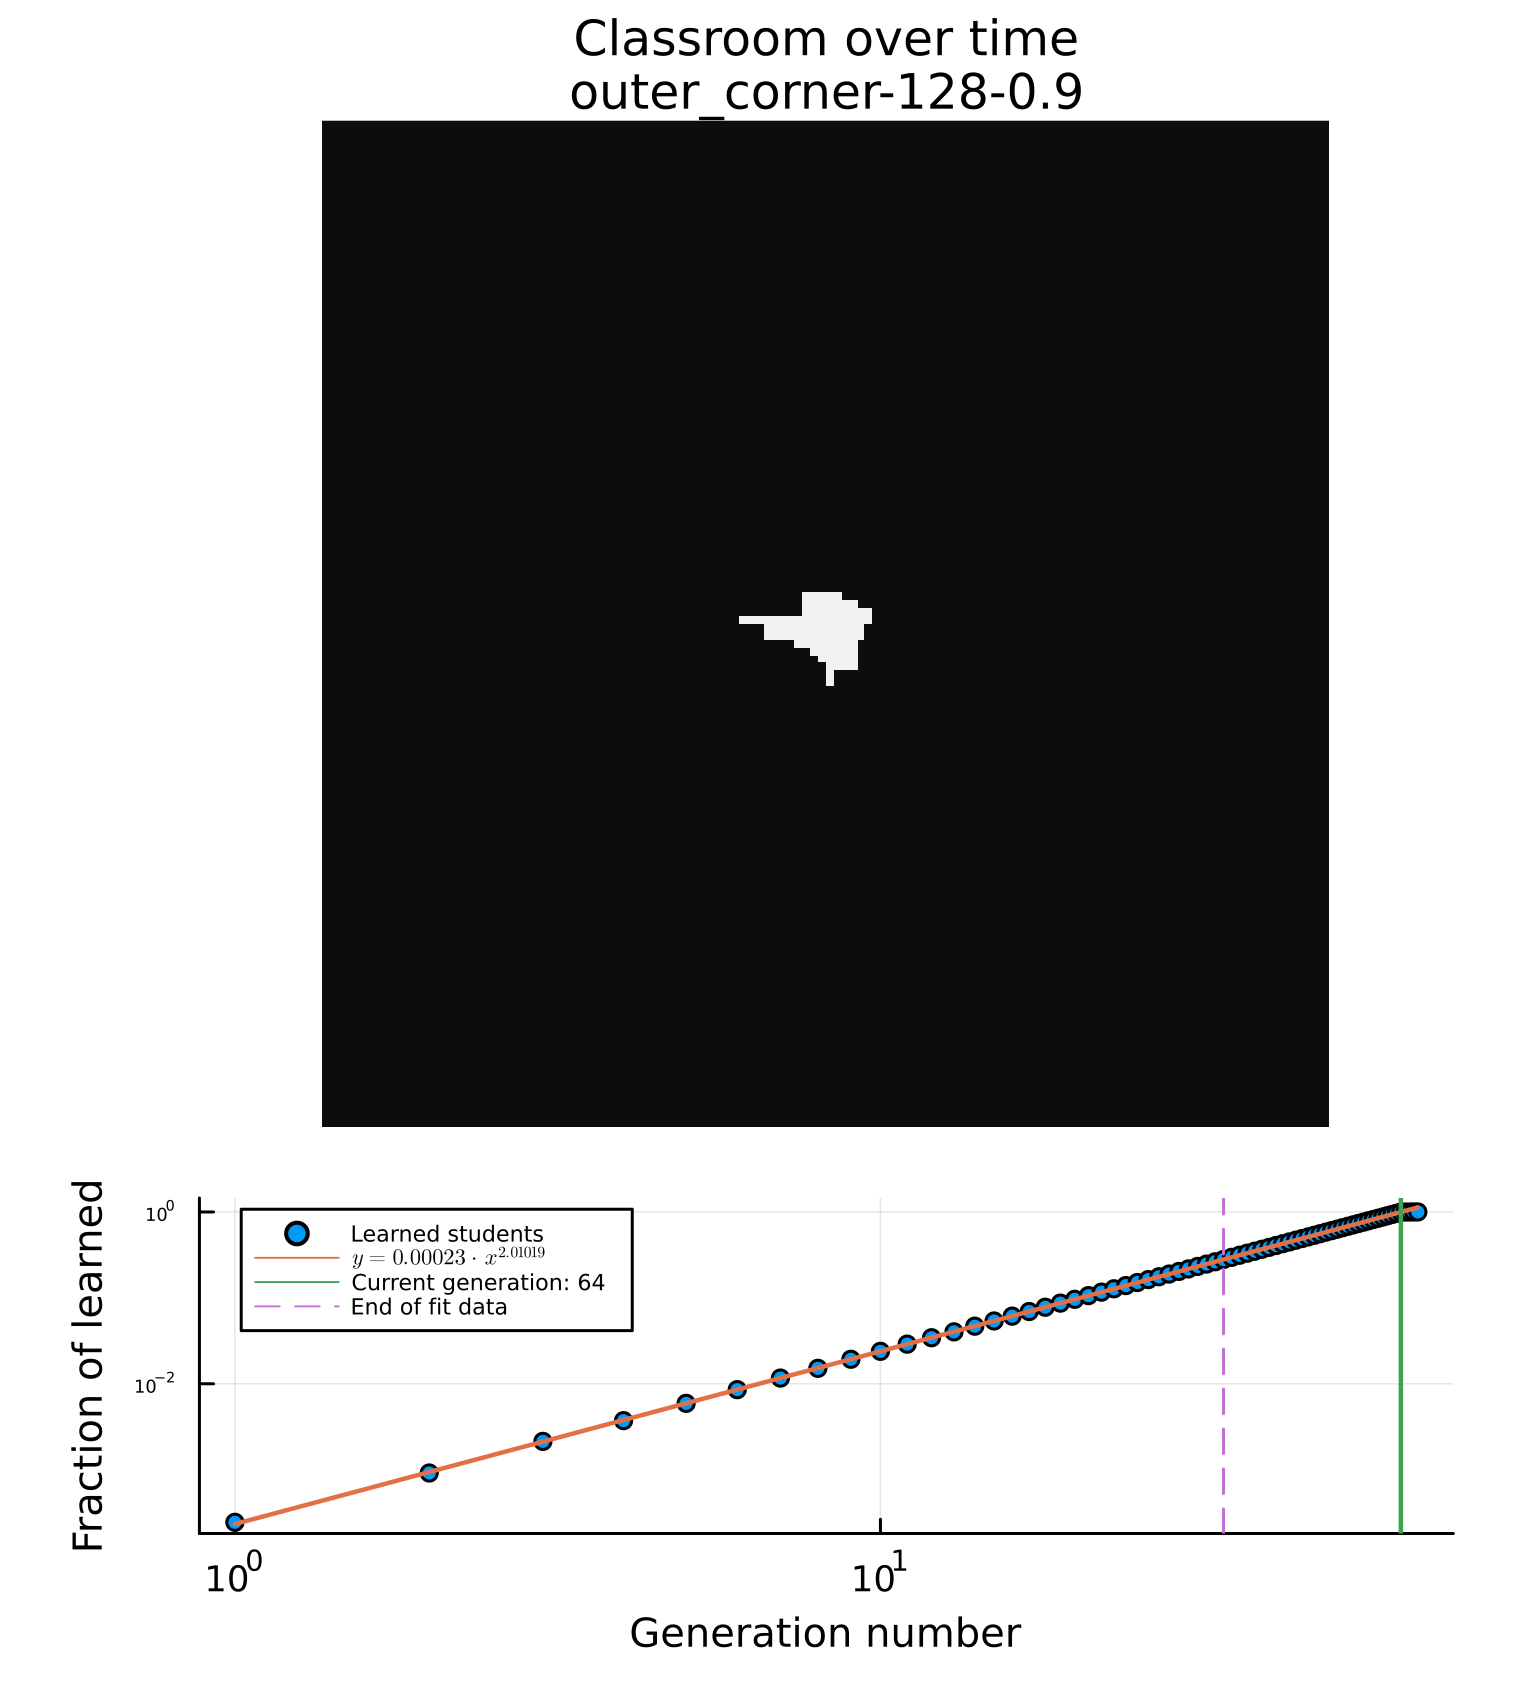 Classroom over time
outer_corner-128-0.9
Fraction of learned
10⁰
10⁻²
Learned students
y = 0.00023 · x^2.01019
Current generation: 64
End of fit data
10⁰
10¹
Generation number